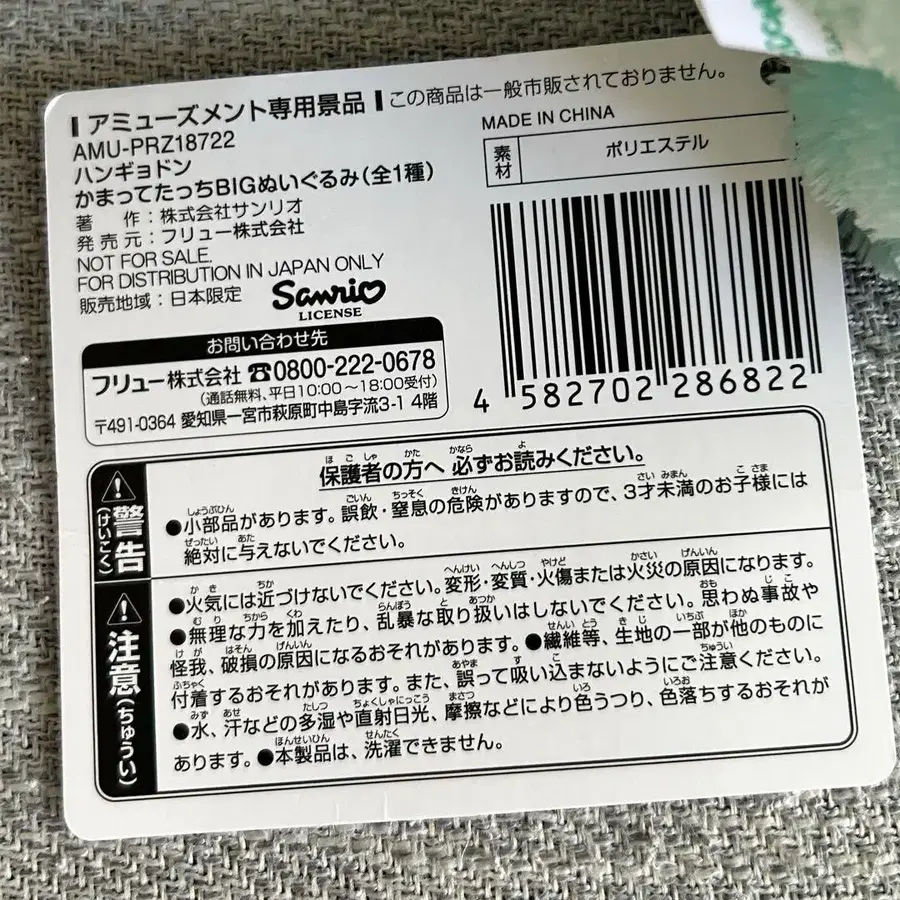 アミューズメント専用景品 この商品は一般市販されておりません。
AMU-PRZ18722
ハンギョドン
かまってたっちBIGぬいぐるみ(全1種)
著 作:株式会社サンリオ
発売元:フリュー株式会社
NOT FOR SALE.
FOR DISTRIBUTION IN JAPAN ONLY
販売地域:日本限定
Sanrio
LICENSE
MADE IN CHINA
素材 ポリエステル
4 582702 286822
お問い合わせ先
フリュー株式会社 ☎0800-222-0678
(通話無料、平日10:00～18:00受付)
〒491-0364 愛知県一宮市萩原町中島字流3-1 4階
警告(けいこく)
保護者の方へ 必ずお読みください。
●小部品があります。誤飲・窒息の危険がありますので、3才未満のお子様には
絶対に与えないでください。
注意(ちゅうい)
●火気には近づけないでください。変形・変質・火傷または火災の原因になります。
●無理な力を加えたり、乱暴な取り扱いはしないでください。思わぬ事故や
怪我、破損の原因になるおそれがあります。●繊維等、生地の一部が他のものに
付着するおそれがあります。また、誤って吸い込まないようにご注意ください。
●水、汗などの多湿や直射日光、摩擦などにより色うつり、色落ちするおそれが
あります。●本製品は、洗濯できません。